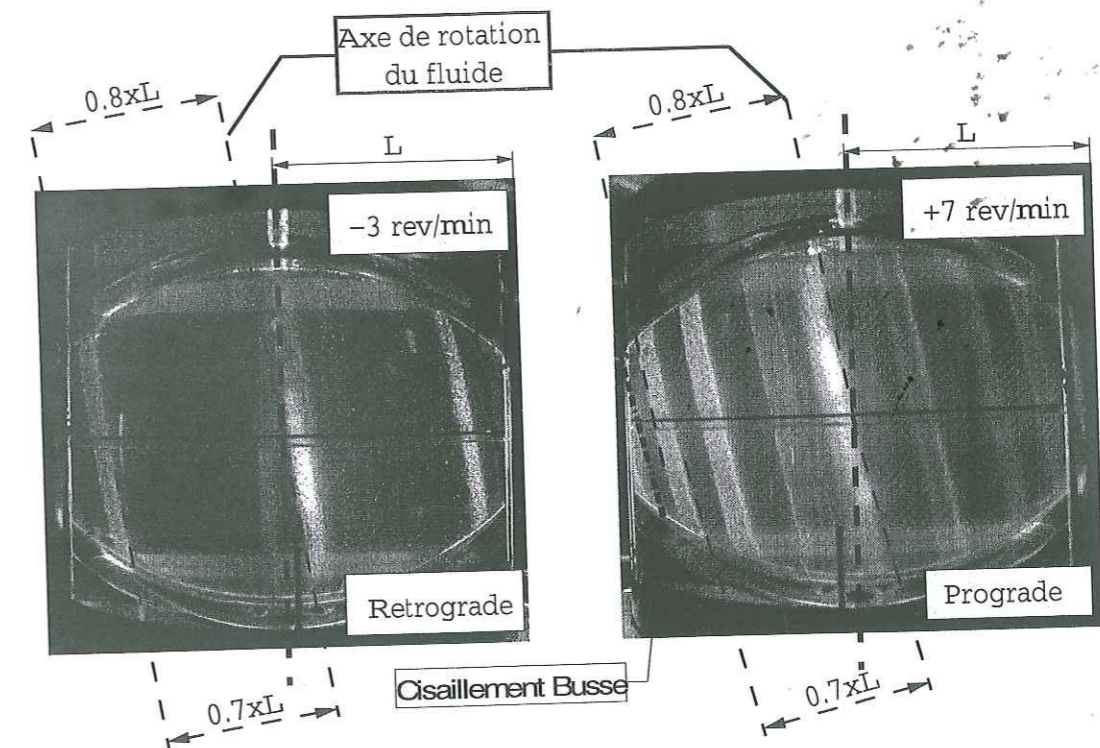 Axe de rotation
du fluide
0.8xL
L
0.8xL
L
−3 rev/min
+7 rev/min
Retrograde
Prograde
Cisaillement Busse
0.7xL
0.7xL